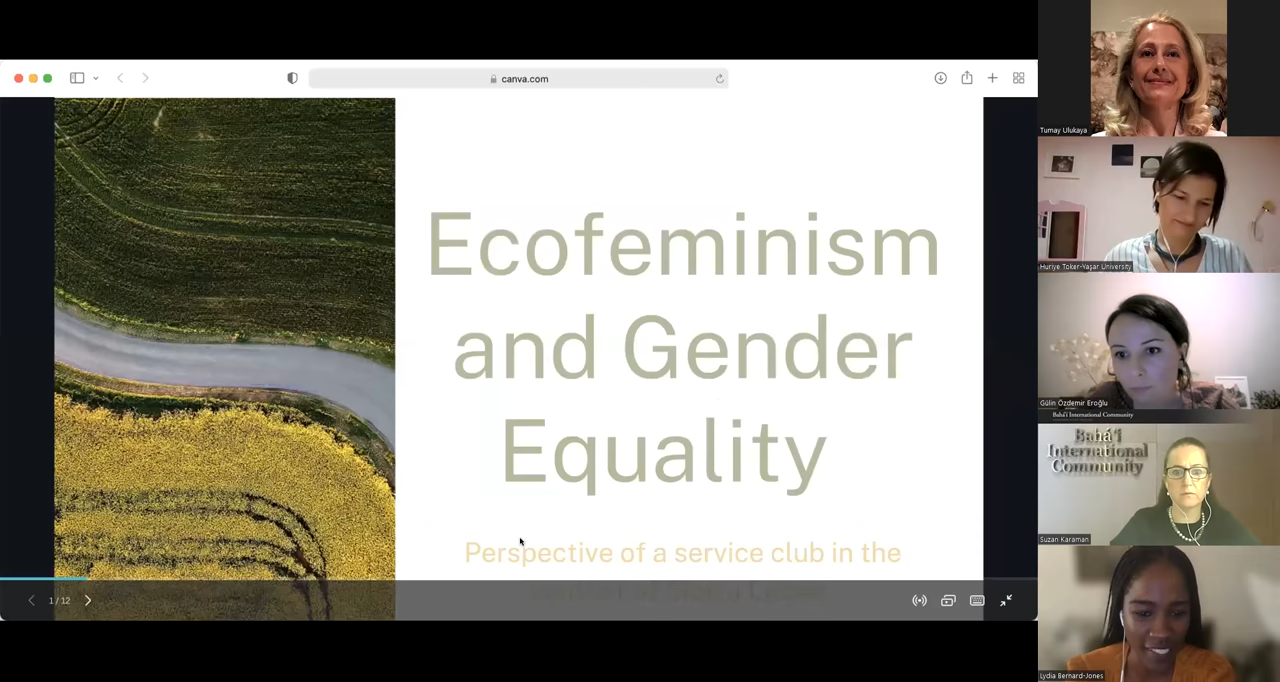 canva.com
Ecofeminism
and Gender
Equality
Perspective of a service club in the
1 / 12
Tumay Ulukaya
Huriye Toker-Yaşar University
Gülin Özdemir Eroğlu
Bahá'í International Community
Bahá'í
International
Community
Suzan Karaman
Lydia Bernard-Jones